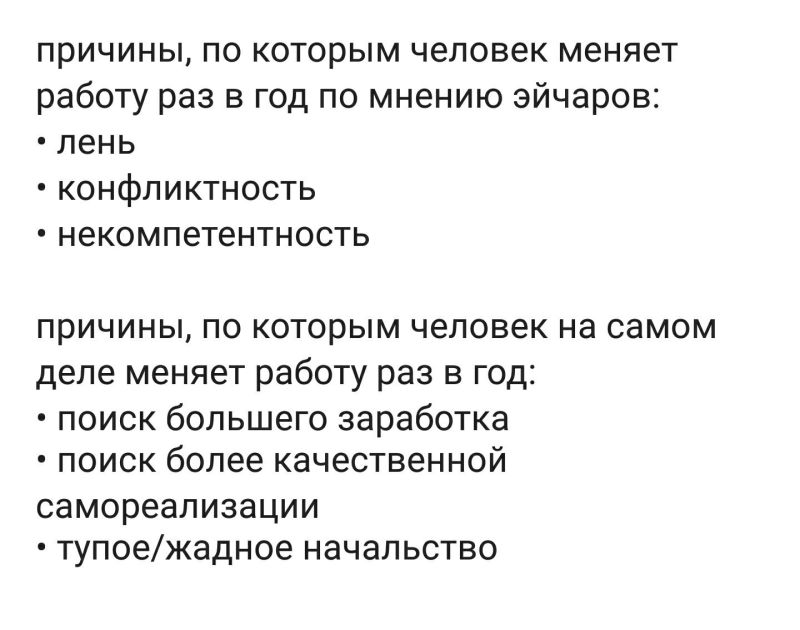 причины, по которым человек меняет
работу раз в год по мнению эйчаров:
• лень
• конфликтность
• некомпетентность
причины, по которым человек на самом
деле меняет работу раз в год:
• поиск большего заработка
• поиск более качественной
самореализации
• тупое/жадное начальство